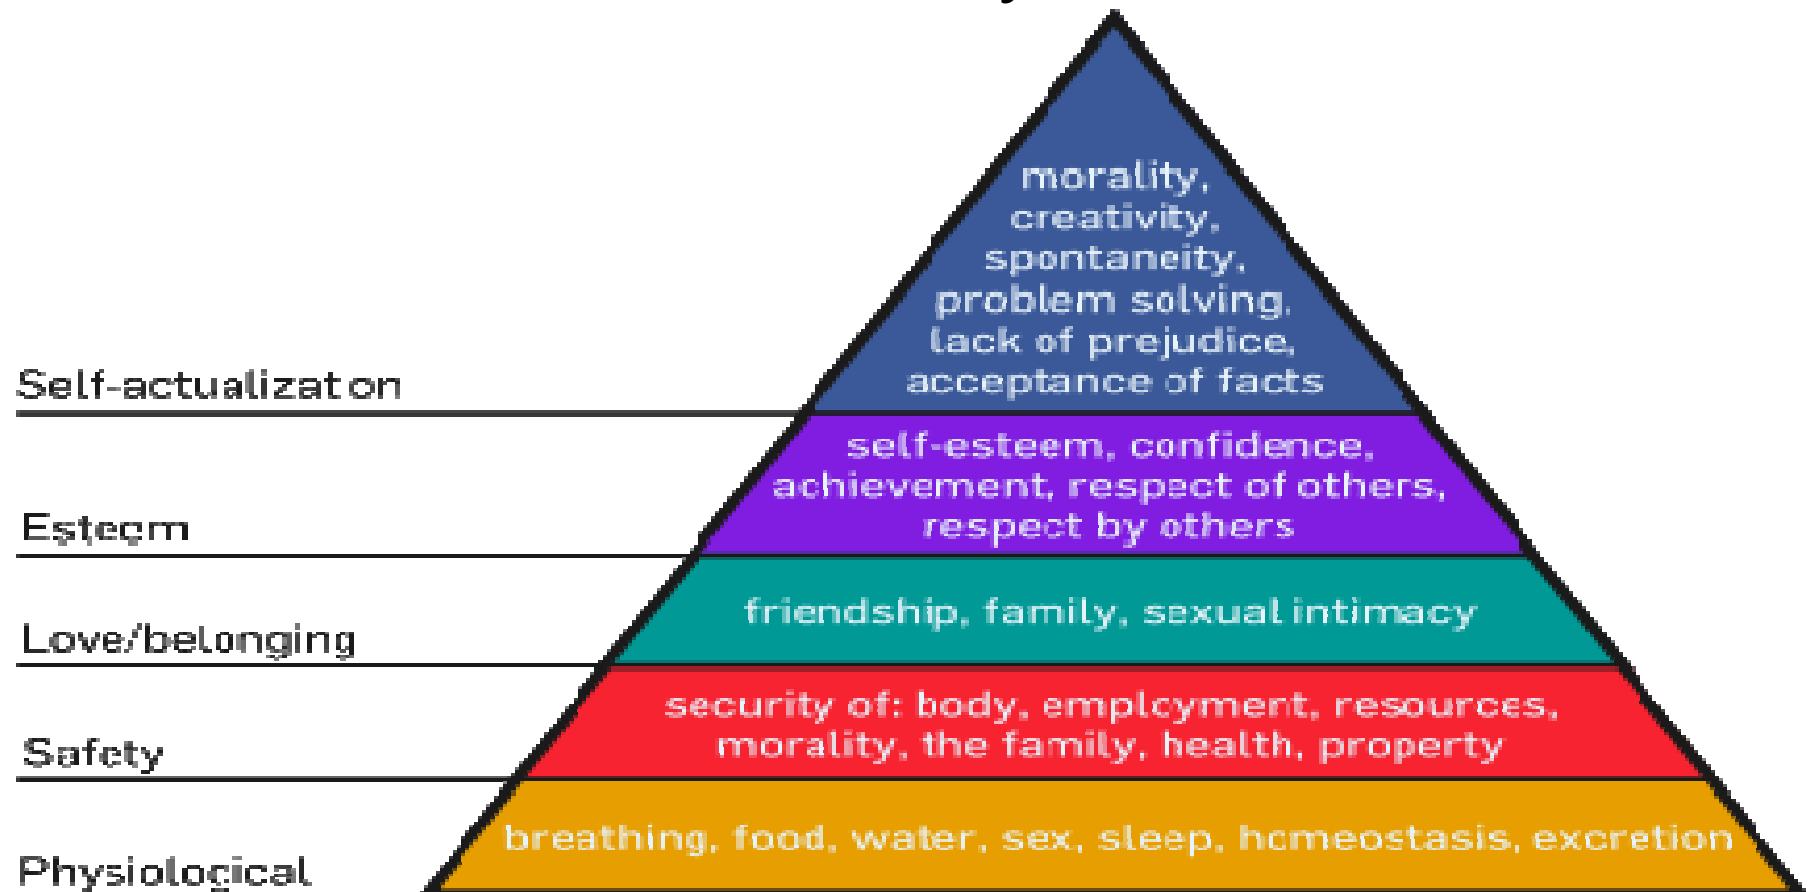 morality,
creativity,
spontaneity,
problem solving,
lack of prejudice,
acceptance of facts
Self-actualization
self-esteem, confidence,
achievement, respect of others,
respect by others
Esteem
friendship, family, sexual intimacy
Love/belonging
security of: body, employment, resources,
morality, the family, health, property
Safety
breathing, food, water, sex, sleep, homeostasis, excretion
Physiological